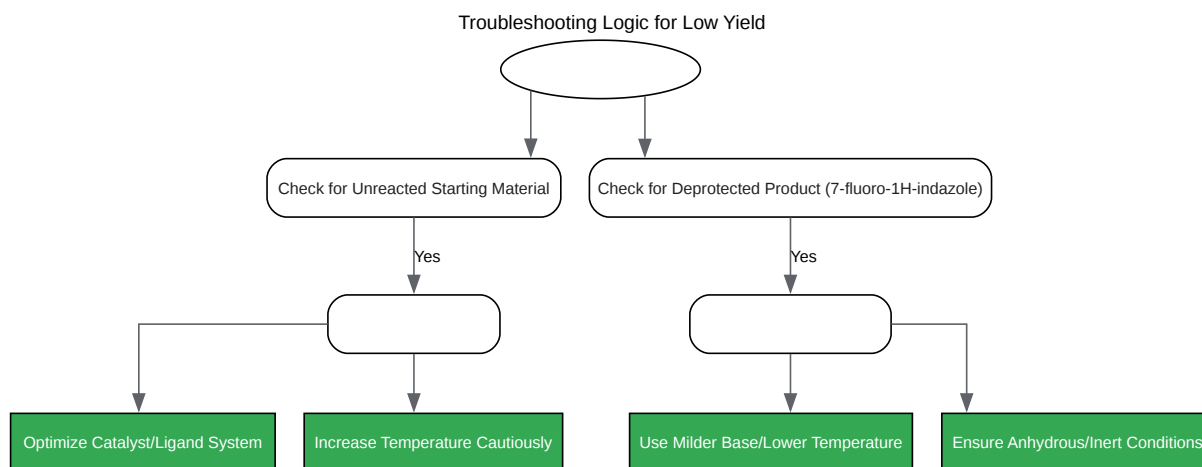 Troubleshooting Logic for Low Yield
Check for Unreacted Starting Material
Check for Deprotected Product (7-fluoro-1H-indazole)
Yes
Yes
Optimize Catalyst/Ligand System
Increase Temperature Cautiously
Use Milder Base/Lower Temperature
Ensure Anhydrous/Inert Conditions